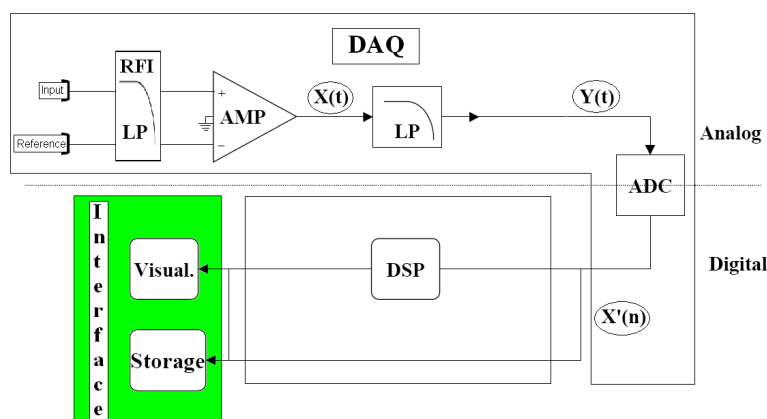 DAQ
RFI
Input
+
X(t)
Y(t)
AMP
LP
LP
Reference
−
Analog
ADC
Interface
Visual.
DSP
Digital
X'(n)
Storage